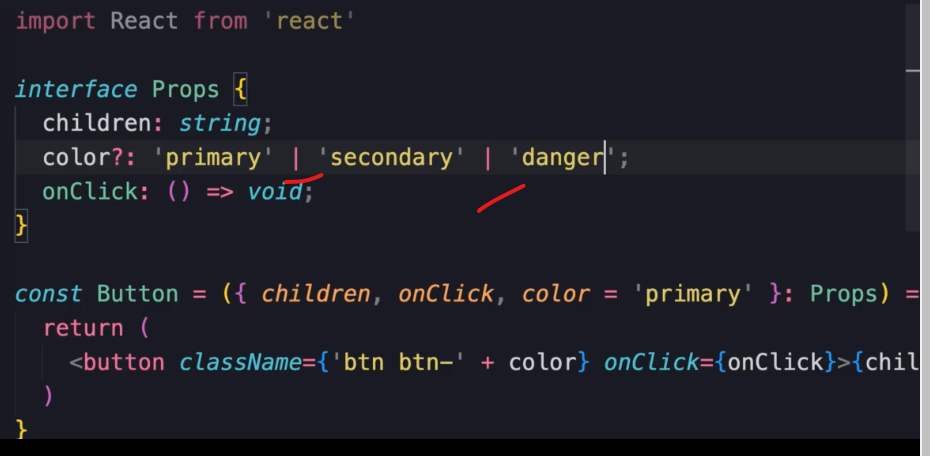 import React from 'react'
interface Props {
children: string;
color?: 'primary' | 'secondary' | 'danger';
onClick: () => void;
}
const Button = ({ children, onClick, color = 'primary' }: Props) =
return (
<button className={'btn btn-' + color} onClick={onClick}>{chil
)
}